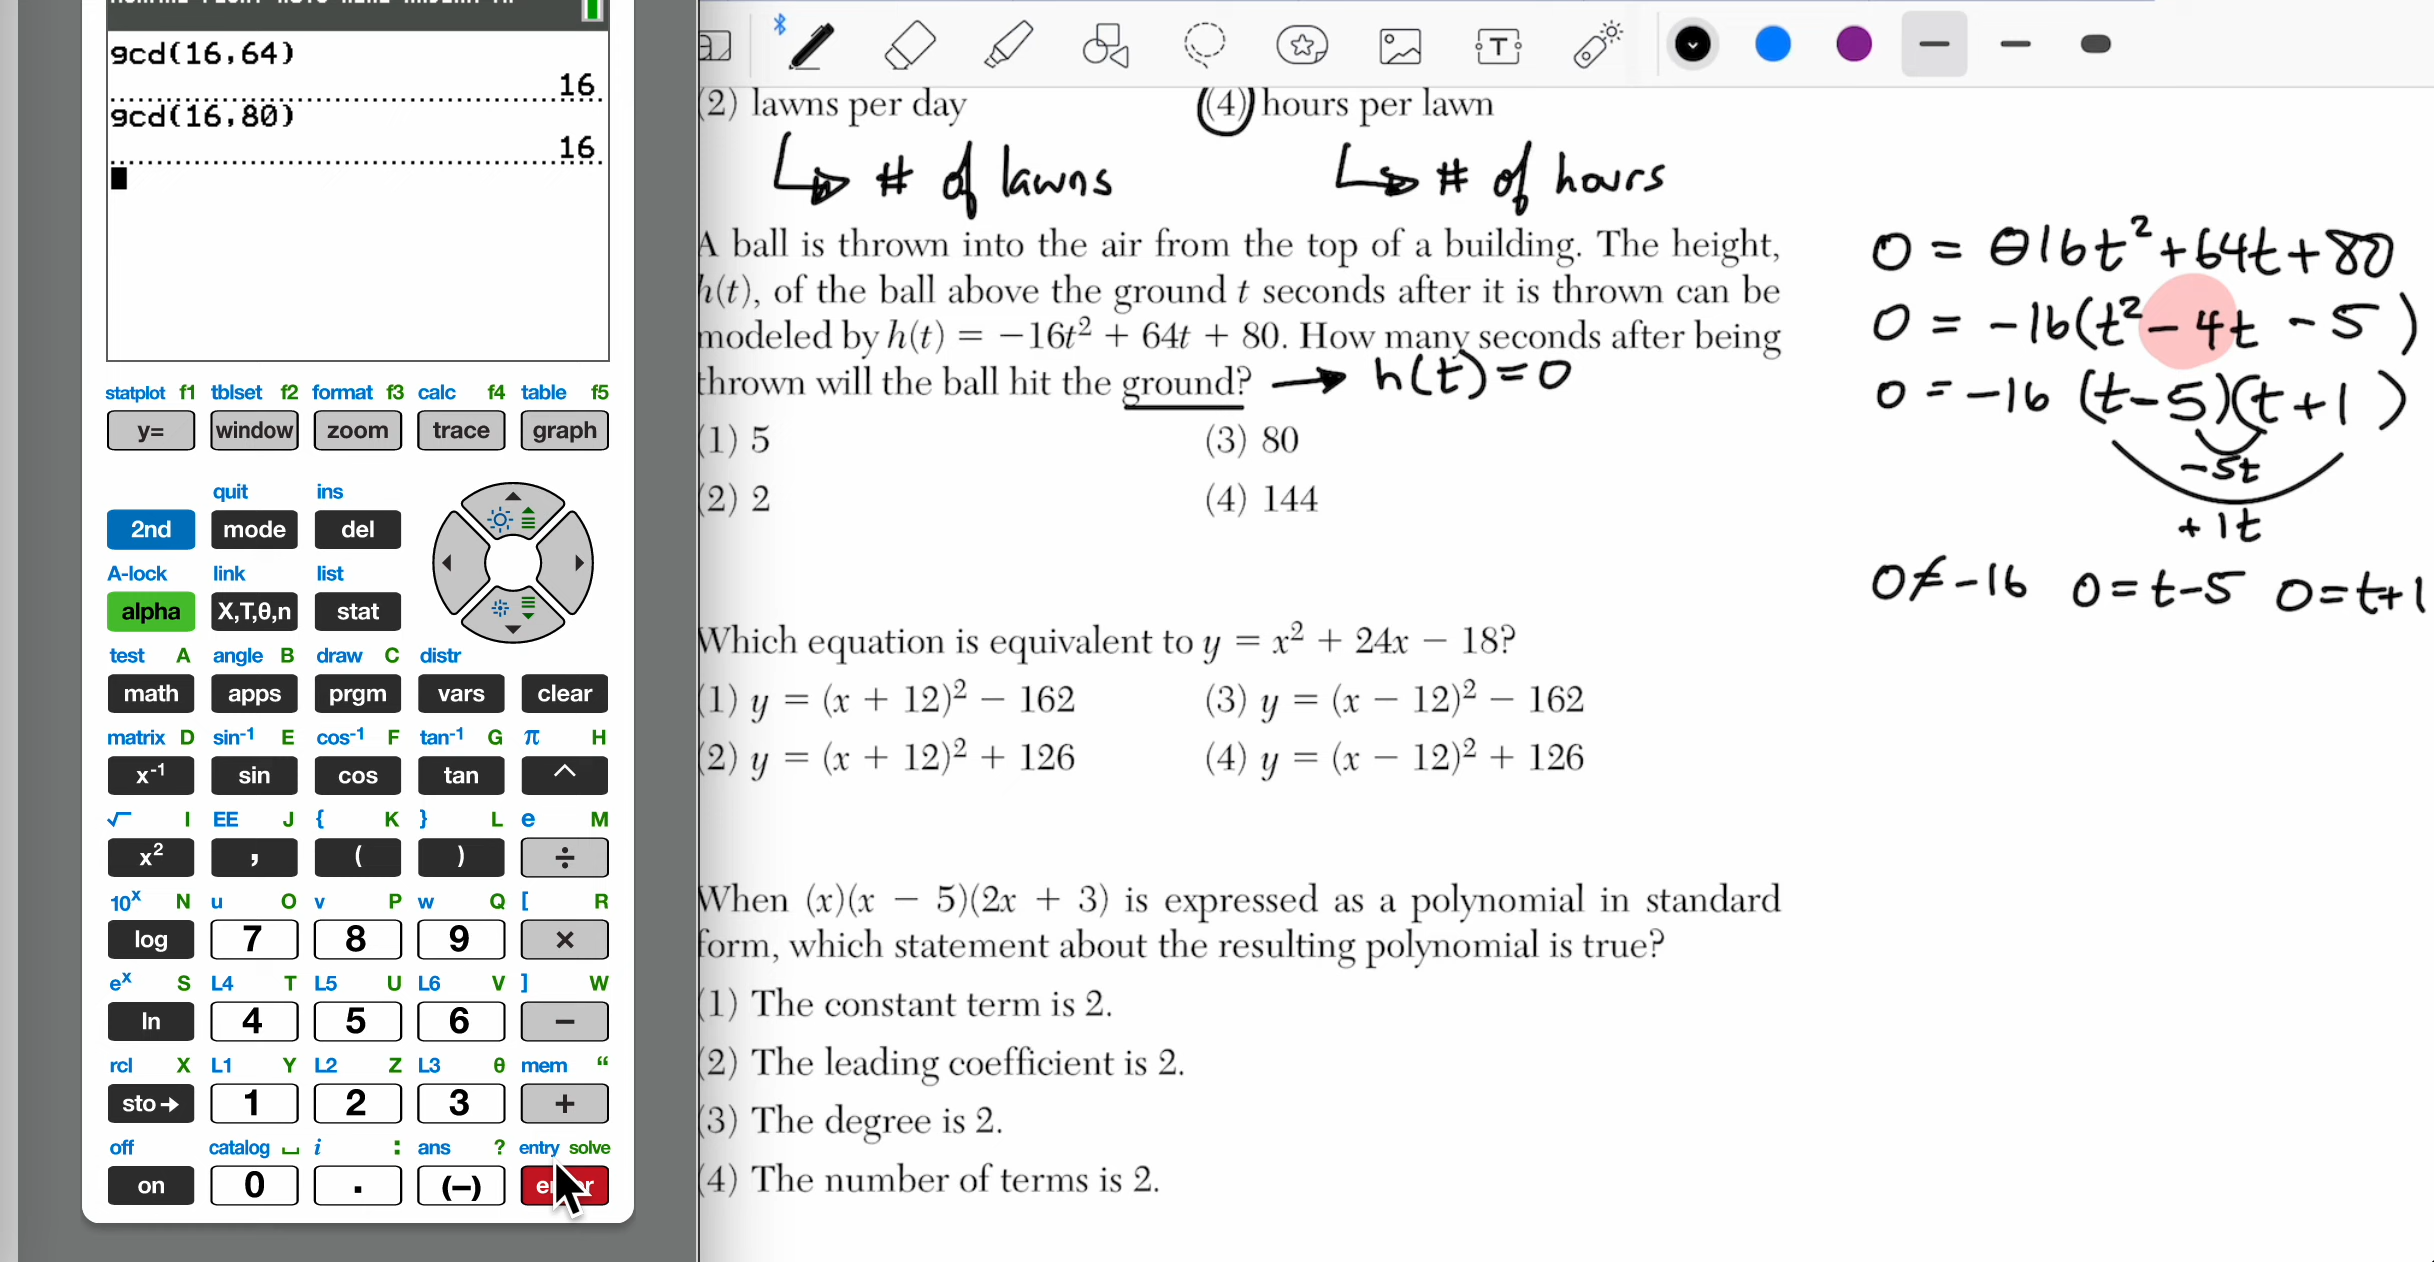 gcd(16,64)
16
gcd(16,80)
16
statplot f1 tblset f2 format f3 calc f4 table f5
y= window zoom trace graph
quit ins
2nd mode del
A-lock link list
alpha X,T,θ,n stat
test A angle B draw C distr
math apps prgm vars clear
matrix D sin-1 E cos-1 F tan-1 G π H
x-1 sin cos tan ^
√ I EE J { K } L e M
x² , ( ) ÷
10x N u O v P w Q [ R
log 7 8 9 ×
ex S L4 T L5 U L6 V ] W
ln 4 5 6 −
rcl X L1 Y L2 Z L3 θ mem “
sto→ 1 2 3 +
off catalog ⎵ i : ans ? entry solve
on 0 . (−)
(2) lawns per day (4) hours per lawn
# of lawns # of hours
A ball is thrown into the air from the top of a building. The height,
h(t), of the ball above the ground t seconds after it is thrown can be
modeled by h(t) = −16t² + 64t + 80. How many seconds after being
thrown will the ball hit the ground? → h(t)=0
(1) 5 (3) 80
(2) 2 (4) 144
Which equation is equivalent to y = x² + 24x − 18?
(1) y = (x + 12)² − 162 (3) y = (x − 12)² − 162
(2) y = (x + 12)² + 126 (4) y = (x − 12)² + 126
When (x)(x − 5)(2x + 3) is expressed as a polynomial in standard
form, which statement about the resulting polynomial is true?
(1) The constant term is 2.
(2) The leading coefficient is 2.
(3) The degree is 2.
(4) The number of terms is 2.
0 = −16t²+64t+80
0 = −16(t²−4t −5)
0 = −16 (t−5)(t+1)
−5t
+1t
0≠−16 0=t−5 0=t+1